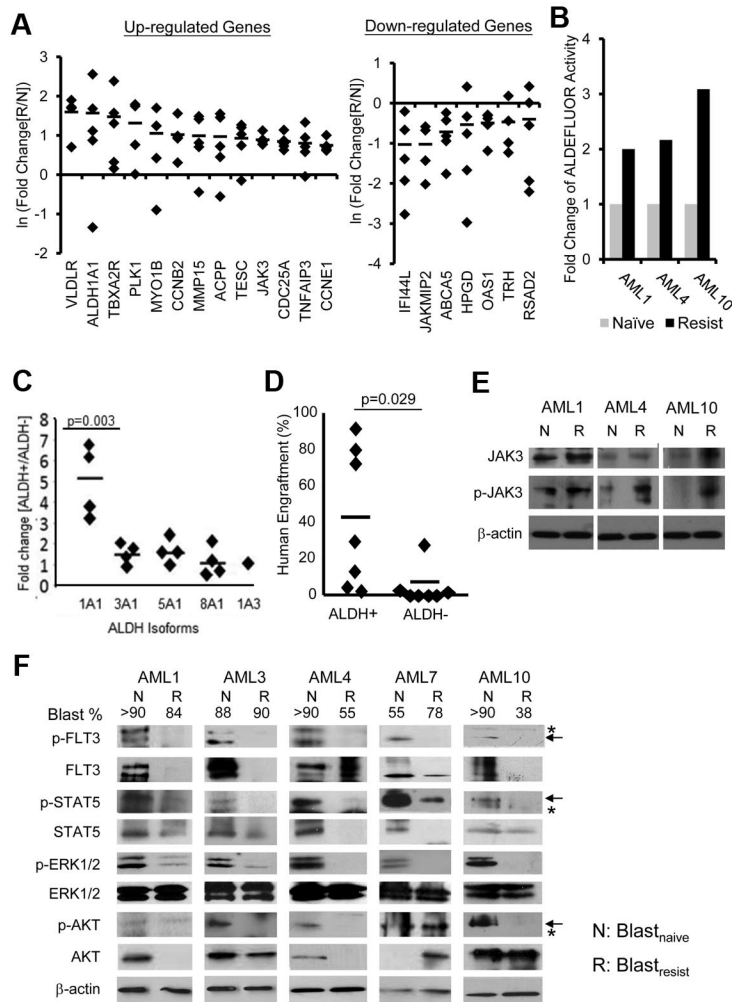 A
Up-regulated Genes
Down-regulated Genes
ln (Fold Change[R/N])
3
2
1
0
-1
-2
VLDLR
ALDH1A1
TBXA2R
PLK1
MYO1B
CCNB2
MMP15
ACPP
TESC
JAK3
CDC25A
TNFAIP3
CCNE1
ln (Fold Change[R/N])
1
0
-1
-2
-3
-4
IFI44L
JAKMIP2
ABCA5
HPGD
OAS1
TRH
RSAD2
B
Fold Change of ALDEFLUOR Activity
4
3
2
1
0
AML1
AML4
AML10
Naïve
Resist
C
p=0.003
Fold change [ALDH+/ALDH-]
8
7
6
5
4
3
2
1
0
1A1
3A1
5A1
8A1
1A3
ALDH Isoforms
D
p=0.029
Human Engraftment (%)
100
80
60
40
20
0
ALDH+
ALDH-
E
AML1 AML4 AML10
N R N R N R
JAK3
p-JAK3
β-actin
F
AML1 AML3 AML4 AML7 AML10
N R N R N R N R N R
Blast % >90 84 88 90 >90 55 55 78 >90 38
p-FLT3 *
FLT3
p-STAT5 *
STAT5
p-ERK1/2
ERK1/2
p-AKT *
AKT
β-actin
N: Blastnaive
R: Blastresist